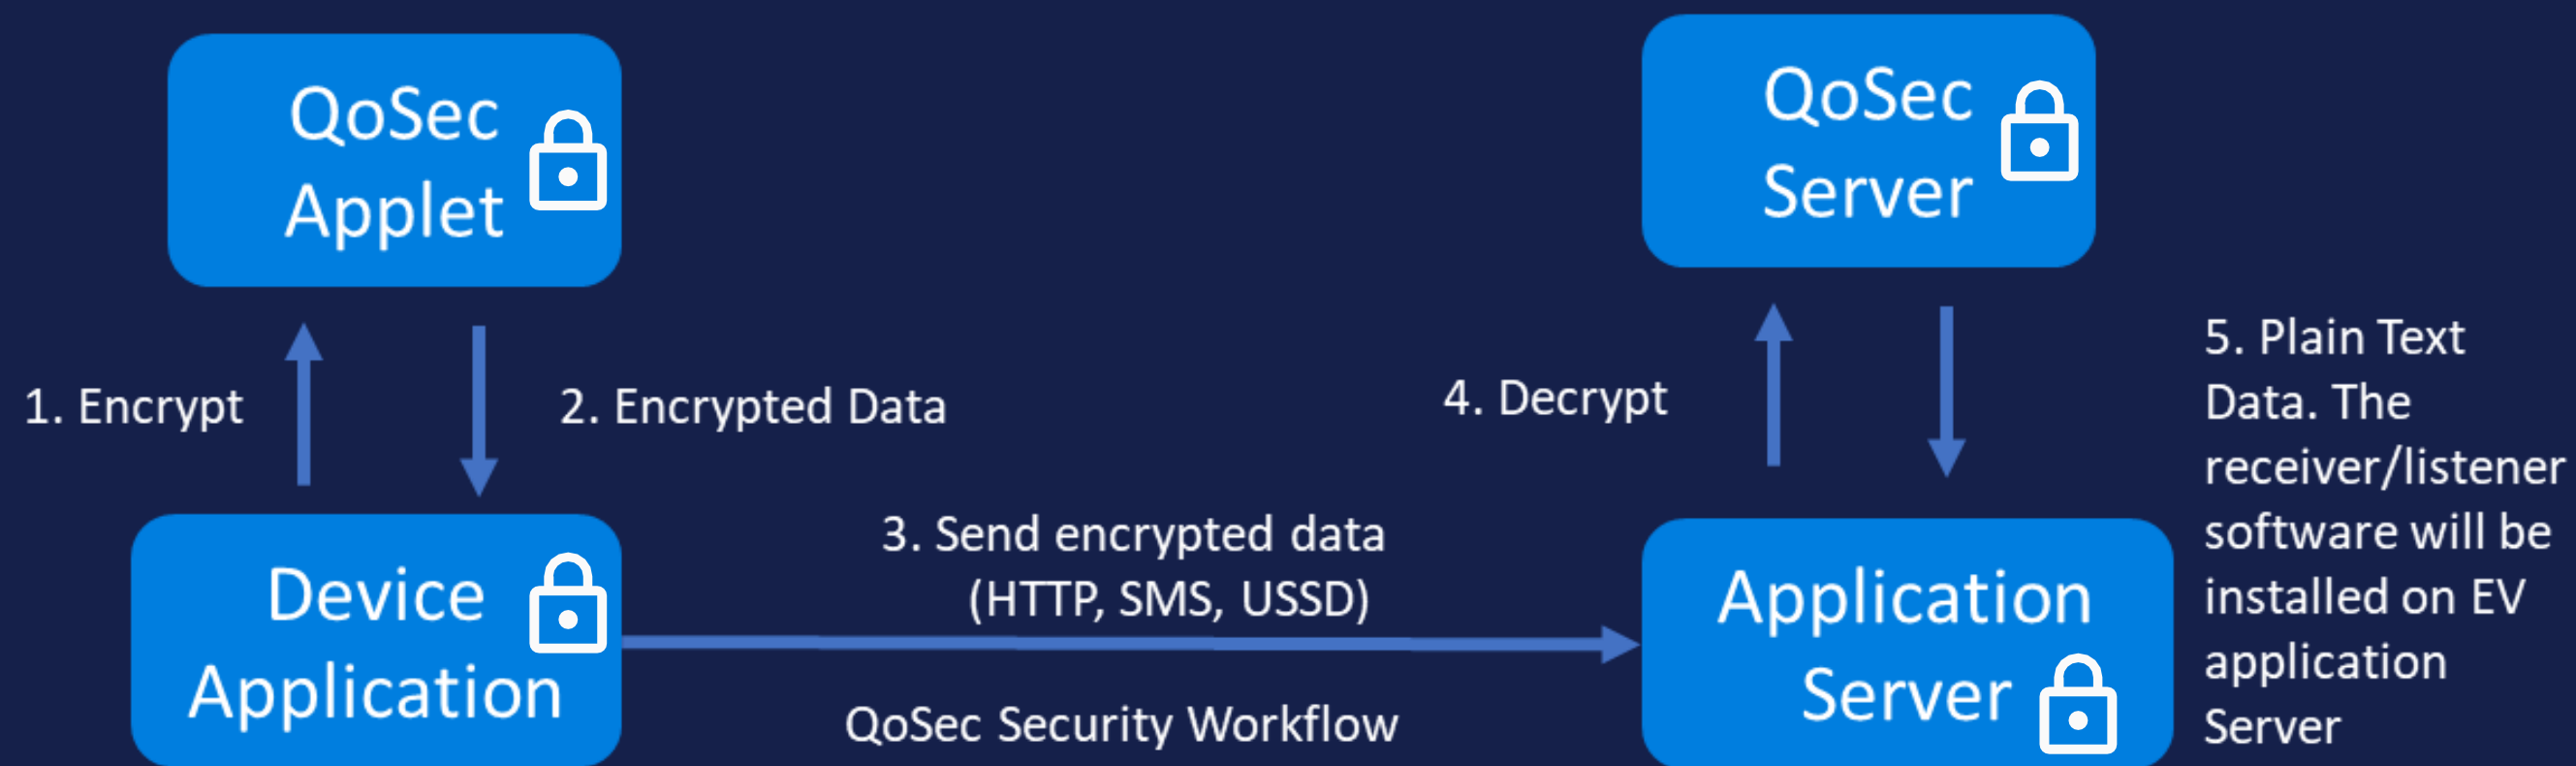 QoSec
Applet
QoSec
Server
1. Encrypt
2. Encrypted Data
4. Decrypt
5. Plain Text
Data. The
receiver/listener
software will be
installed on EV
application
Server
3. Send encrypted data
(HTTP, SMS, USSD)
Device
Application
Application
Server
QoSec Security Workflow